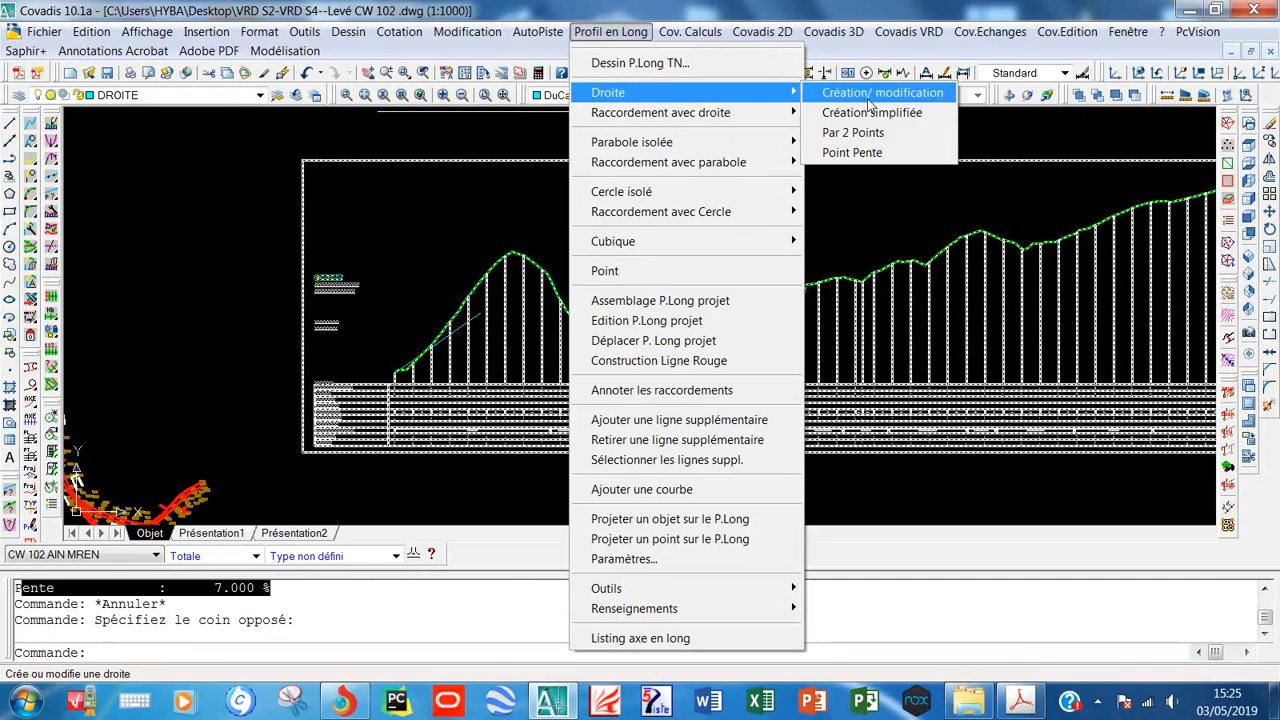 Covadis 10.1a - [C:\Users\HYBA\Desktop\VRD S2-VRD S4--Levé CW 102 .dwg (1:1000)]
Fichier Edition Affichage Insertion Format Outils Dessin Cotation Modification AutoPiste Profil en Long Cov. Calculs Covadis 2D Covadis 3D Covadis VRD Cov.Echanges Cov.Edition Fenêtre ? PcVision
Saphir+ Annotations Acrobat Adobe PDF Modélisation
Standard
DROITE
DuCa
Dessin P.Long TN...
Droite
Raccordement avec droite
Parabole isolée
Raccordement avec parabole
Cercle isolé
Raccordement avec Cercle
Cubique
Point
Assemblage P.Long projet
Edition P.Long projet
Déplacer P. Long projet
Construction Ligne Rouge
Annoter les raccordements
Ajouter une ligne supplémentaire
Retirer une ligne supplémentaire
Sélectionner les lignes suppl.
Ajouter une courbe
Projeter un objet sur le P.Long
Projeter un point sur le P.Long
Paramètres...
Outils
Renseignements
Listing axe en long
Création/ modification
Création simplifiée
Par 2 Points
Point Pente
Y
X
Objet Présentation1 Présentation2
CW 102 AIN MREN Totale Type non défini
Pente : 7.000 %
Commande: *Annuler*
Commande: Spécifiez le coin opposé:
Commande:
Crée ou modifie une droite
15:25
03/05/2019